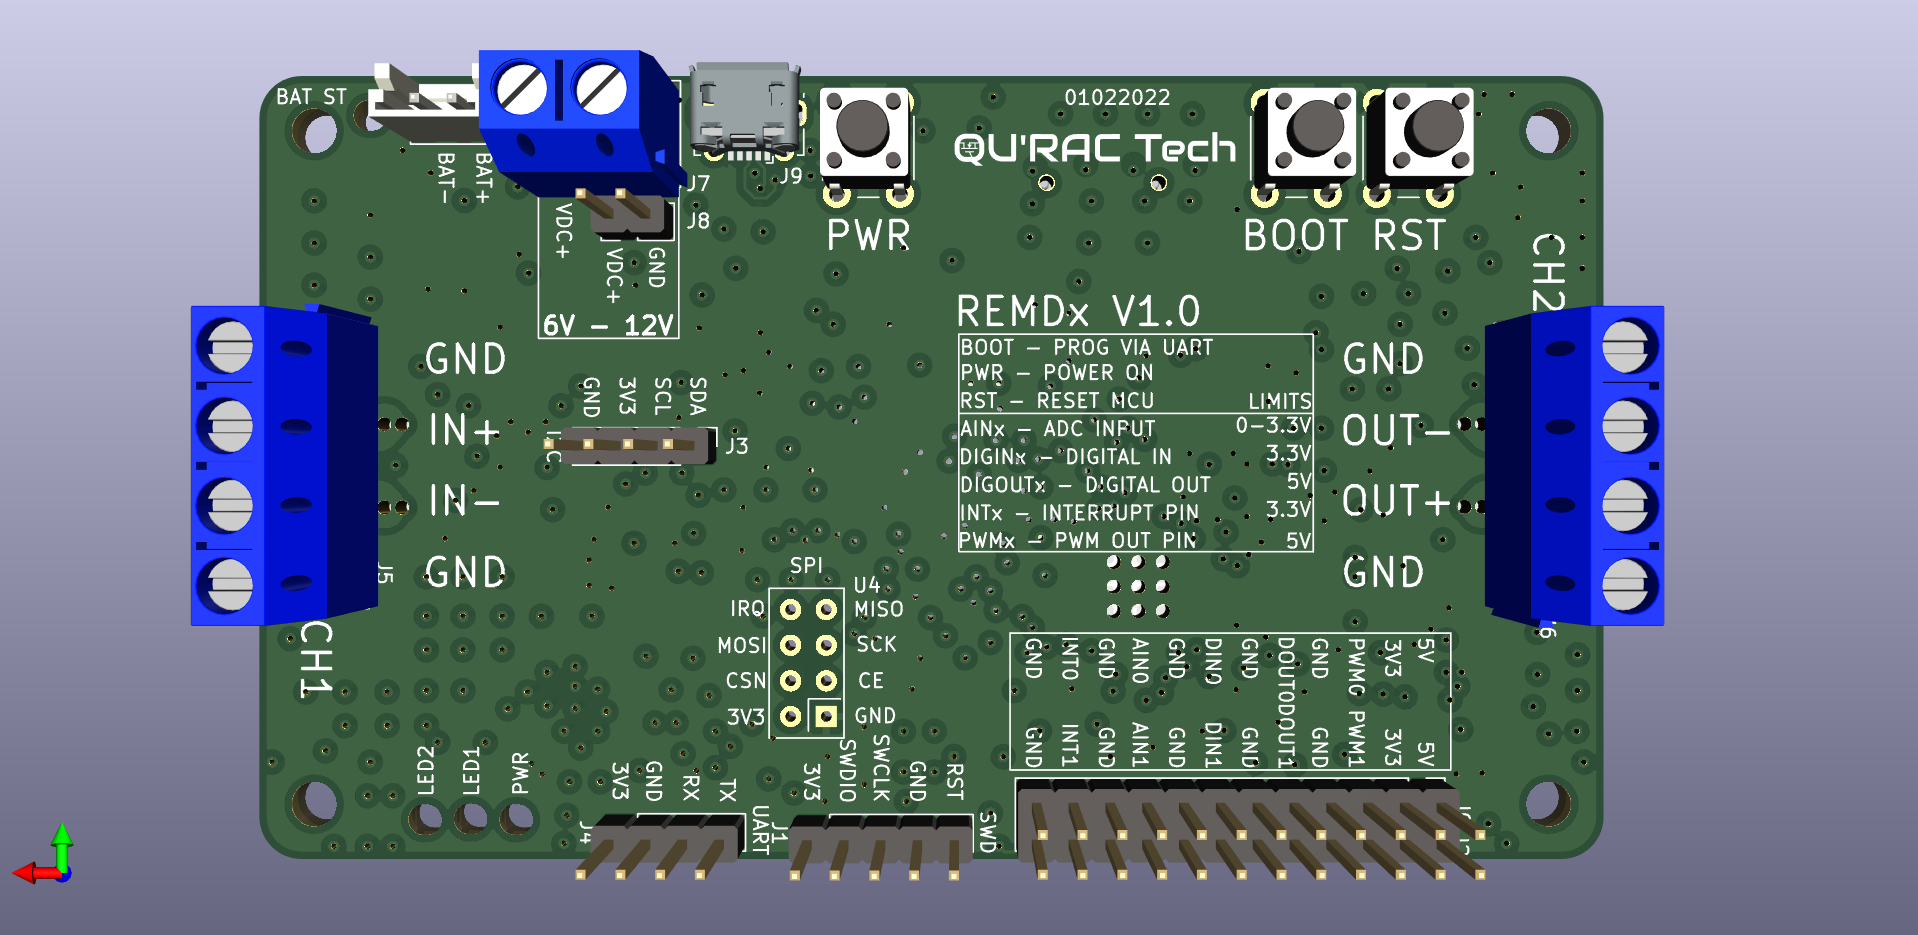 BAT ST
BAT-
BAT+
J7
J8
J9
VDC+
VDC+
GND
6V - 12V
PWR
01022022
QU'RAC Tech
BOOT
RST
CH2
REMDx V1.0
BOOT - PROG VIA UART
PWR - POWER ON
RST - RESET MCU
LIMITS
AINx - ADC INPUT 0-3.3V
DIGINx - DIGITAL IN 3.3V
DIGOUTx - DIGITAL OUT 5V
INTx - INTERRUPT PIN 3.3V
PWMx - PWM OUT PIN 5V
GND
IN+
IN-
GND
J5
CH1
GND
3V3
SCL
SDA
J3
GND
OUT-
OUT+
GND
SPI
U4
IRQ MISO
MOSI SCK
CSN CE
3V3 GND
GND INT0 GND AIN0 GND DIN0 GND DOUT0 GND PWM0 3V3 5V
GND INT1 GND AIN1 GND DIN1 GND DOUT1 GND PWM1 3V3 5V
LED2
LED1
PWR
3V3
GND
RX
TX
UART
J4
J1
3V3
SWDIO
SWCLK
GND
RST
SWD